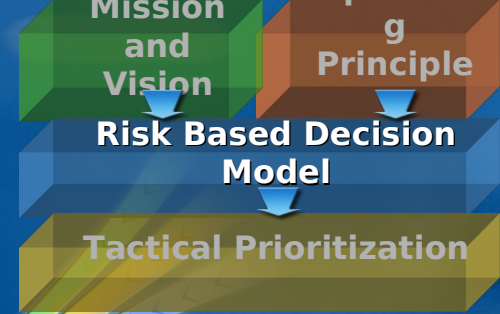 Mission
and
Vision
g
Principle
Risk Based Decision
Model
Tactical Prioritization